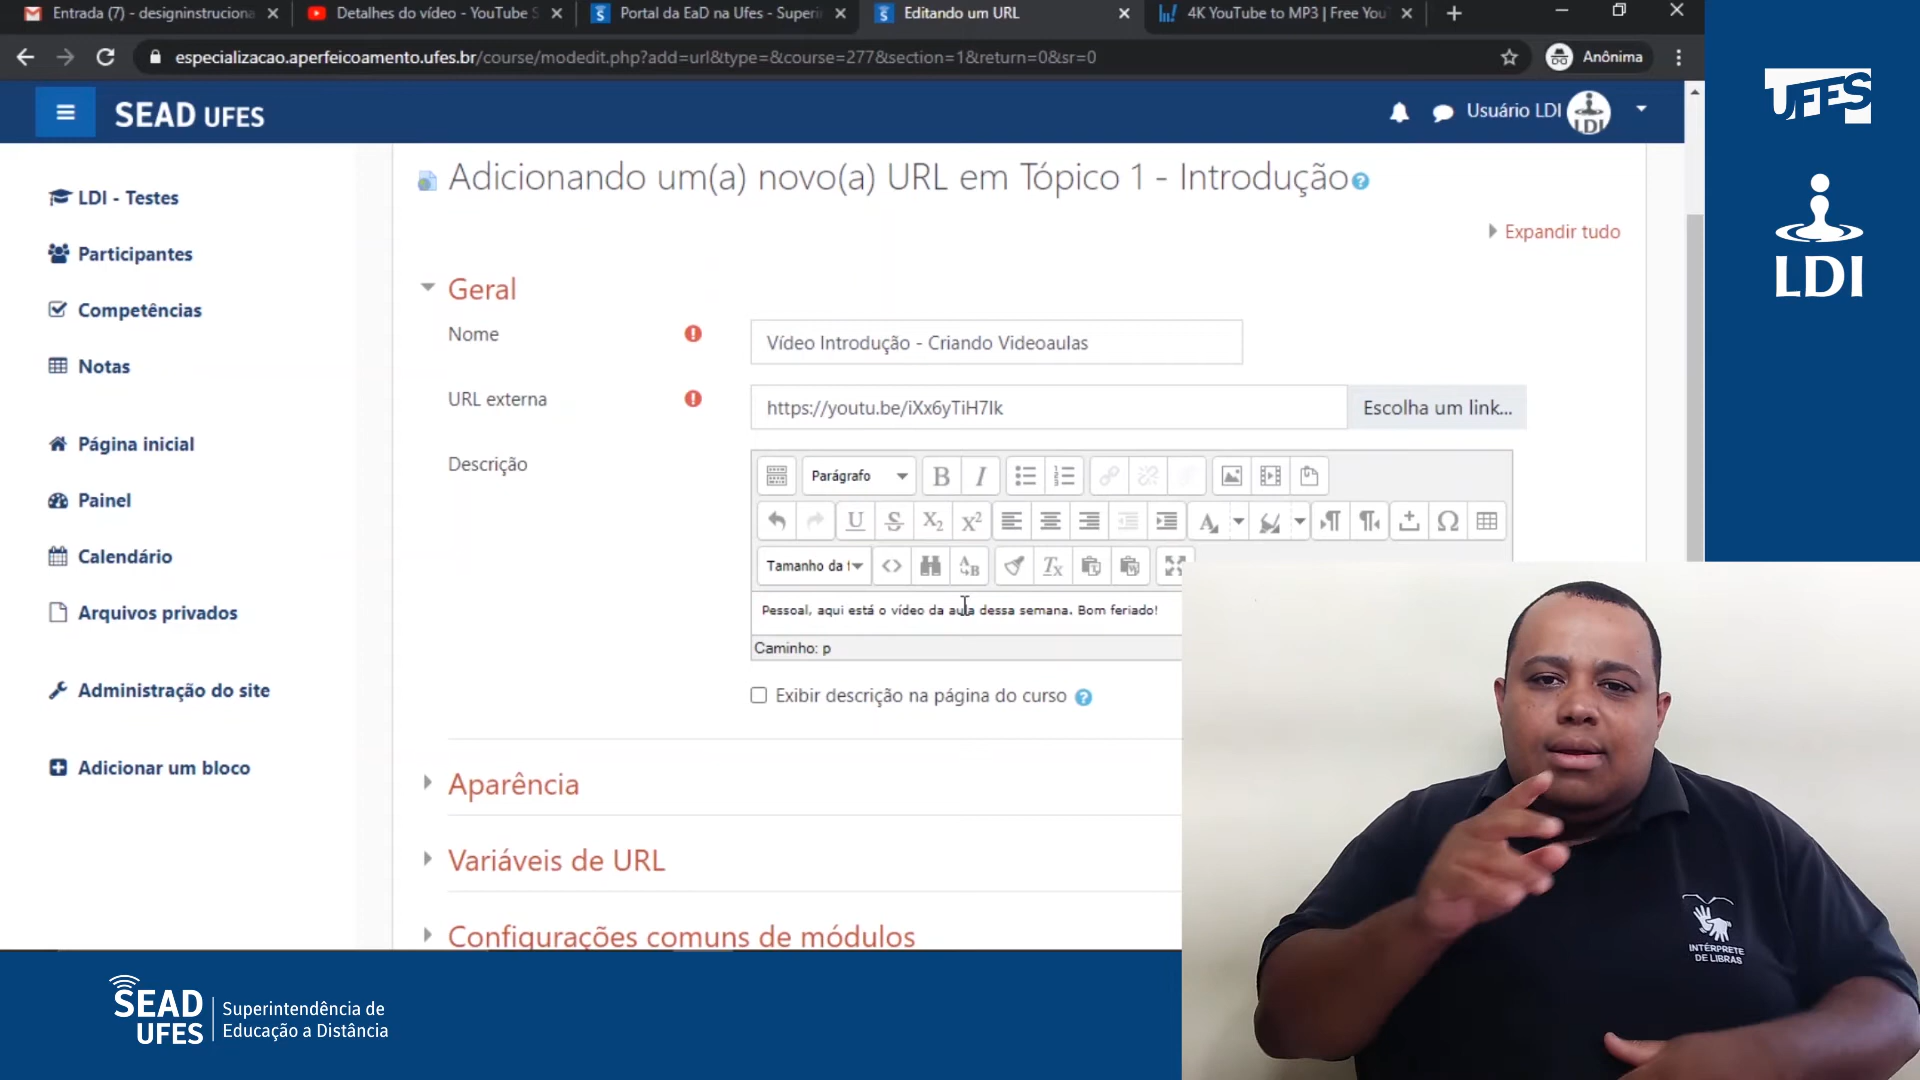 Entrada (7) - designinstruciona
Detalhes do vídeo - YouTube S
Portal da EaD na Ufes - Superi
Editando um URL
4K YouTube to MP3 | Free You
especializacao.aperfeicoamento.ufes.br/course/modedit.php?add=url&type=&course=277&section=1&return=0&sr=0
Anônima
UFES
LDI
SEAD UFES
Usuário LDI
LDI
LDI - Testes
Participantes
Competências
Notas
Página inicial
Painel
Calendário
Arquivos privados
Administração do site
Adicionar um bloco
Adicionando um(a) novo(a) URL em Tópico 1 - Introdução
Expandir tudo
Geral
Nome
Vídeo Introdução - Criando Videoaulas
URL externa
https://youtu.be/iXx6yTiH7Ik
Escolha um link...
Descrição
Parágrafo
Tamanho da f
Pessoal, aqui está o vídeo da aula dessa semana. Bom feriado!
Caminho: p
Exibir descrição na página do curso
Aparência
Variáveis de URL
Configurações comuns de módulos
INTÉRPRETE
DE LIBRAS
SEAD
UFES
Superintendência de
Educação a Distância